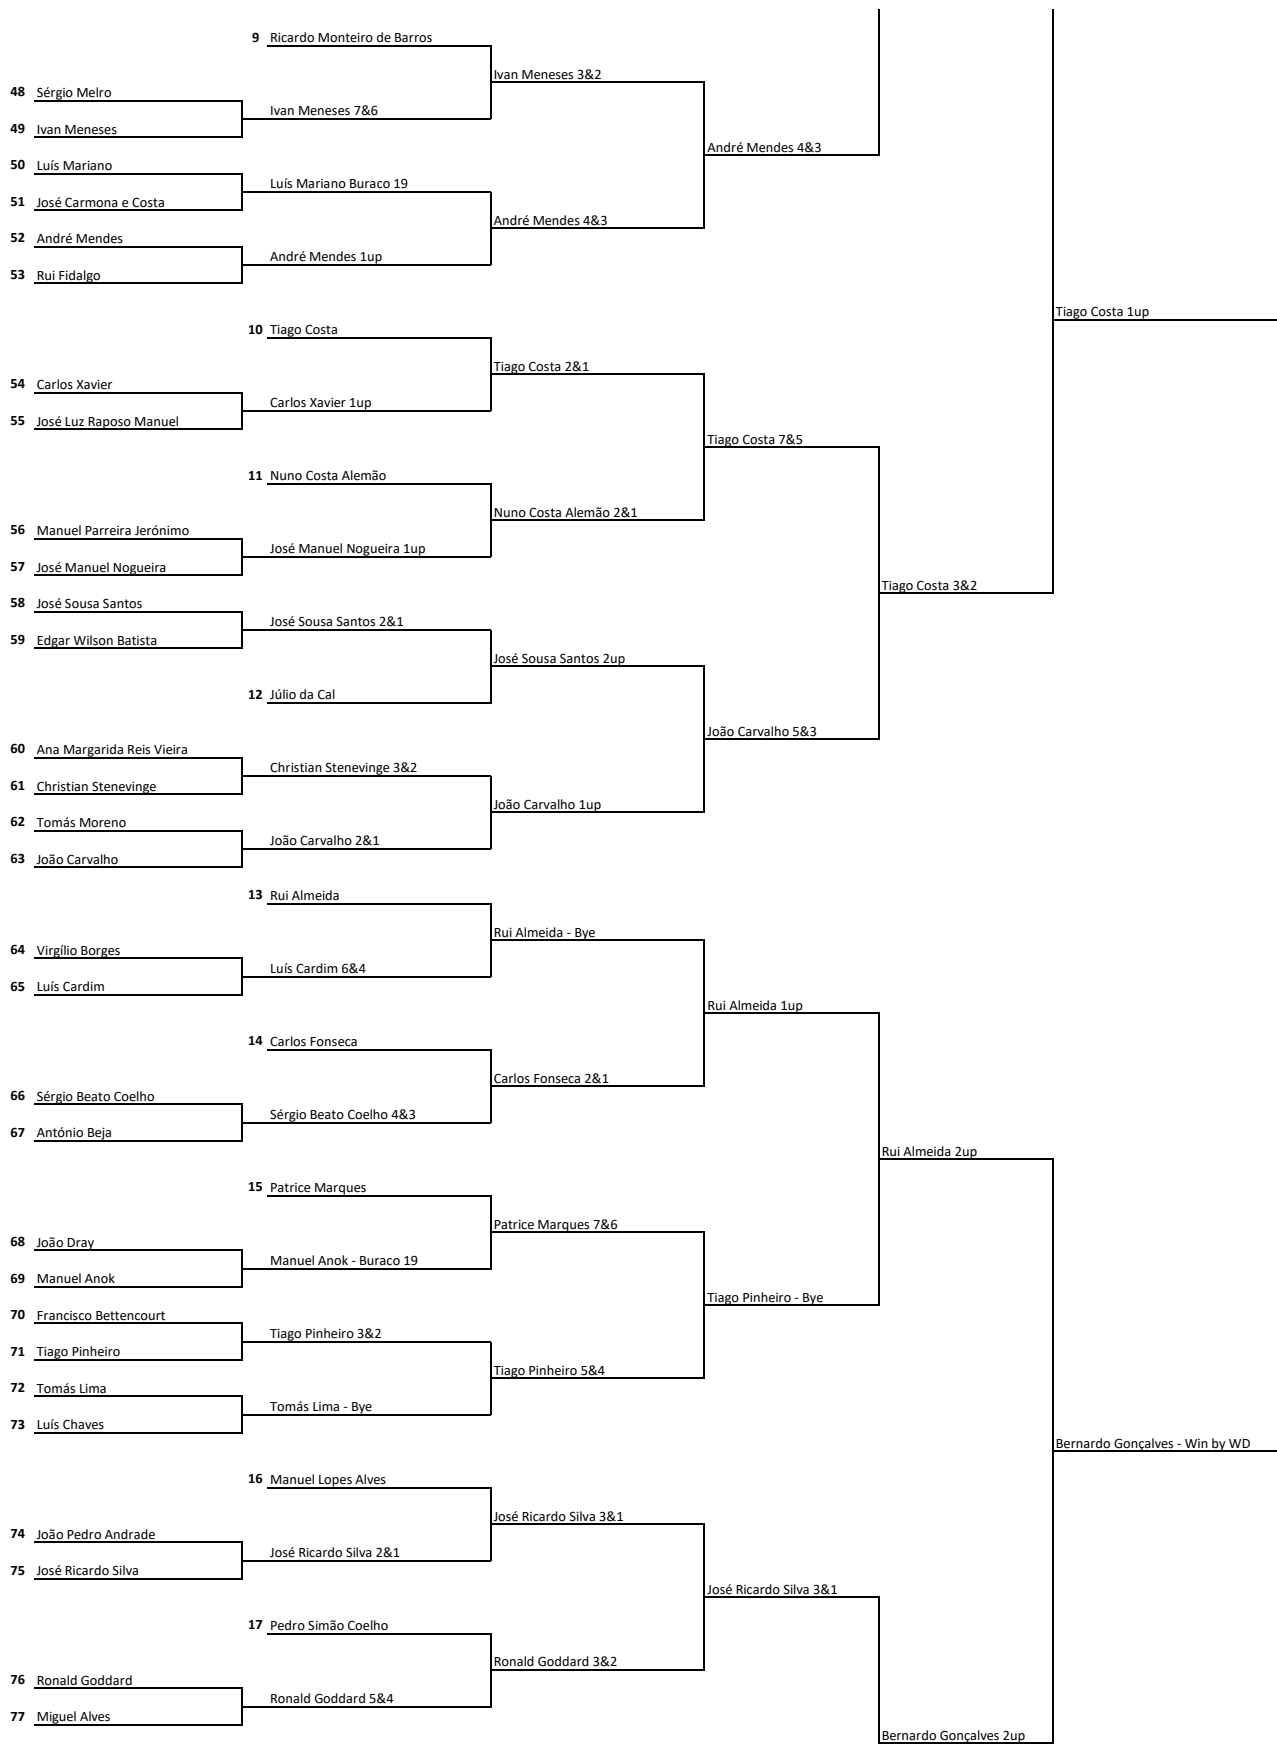 9 Ricardo Monteiro de Barros
Ivan Meneses 3&2
48 Sérgio Melro
Ivan Meneses 7&6
49 Ivan Meneses
André Mendes 4&3
50 Luís Mariano
Luís Mariano Buraco 19
51 José Carmona e Costa
André Mendes 4&3
52 André Mendes
André Mendes 1up
53 Rui Fidalgo
Tiago Costa 1up
10 Tiago Costa
Tiago Costa 2&1
54 Carlos Xavier
Carlos Xavier 1up
55 José Luz Raposo Manuel
Tiago Costa 7&5
11 Nuno Costa Alemão
Nuno Costa Alemão 2&1
56 Manuel Parreira Jerónimo
José Manuel Nogueira 1up
57 José Manuel Nogueira
Tiago Costa 3&2
58 José Sousa Santos
José Sousa Santos 2&1
59 Edgar Wilson Batista
José Sousa Santos 2up
12 Júlio da Cal
João Carvalho 5&3
60 Ana Margarida Reis Vieira
Christian Stenevinge 3&2
61 Christian Stenevinge
João Carvalho 1up
62 Tomás Moreno
João Carvalho 2&1
63 João Carvalho
13 Rui Almeida
Rui Almeida - Bye
64 Virgílio Borges
Luís Cardim 6&4
65 Luís Cardim
Rui Almeida 1up
14 Carlos Fonseca
Carlos Fonseca 2&1
66 Sérgio Beato Coelho
Sérgio Beato Coelho 4&3
67 António Beja
Rui Almeida 2up
15 Patrice Marques
Patrice Marques 7&6
68 João Dray
Manuel Anok - Buraco 19
69 Manuel Anok
Tiago Pinheiro - Bye
70 Francisco Bettencourt
Tiago Pinheiro 3&2
71 Tiago Pinheiro
Tiago Pinheiro 5&4
72 Tomás Lima
Tomás Lima - Bye
73 Luís Chaves
Bernardo Gonçalves - Win by WD
16 Manuel Lopes Alves
José Ricardo Silva 3&1
74 João Pedro Andrade
José Ricardo Silva 2&1
75 José Ricardo Silva
José Ricardo Silva 3&1
17 Pedro Simão Coelho
Ronald Goddard 3&2
76 Ronald Goddard
Ronald Goddard 5&4
77 Miguel Alves
Bernardo Gonçalves 2up